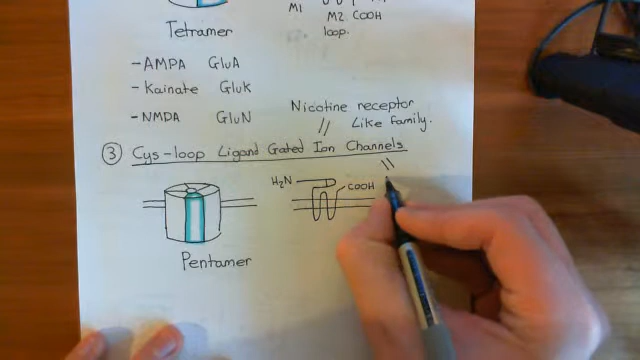 M1
M2 COOH
loop.
Tetramer
-AMPA GluA
-Kainate GluK
-NMDA GluN
Nicotine receptor
Like family.
③ Cys-loop Ligand Gated Ion Channels
H₂N
COOH
Pentamer